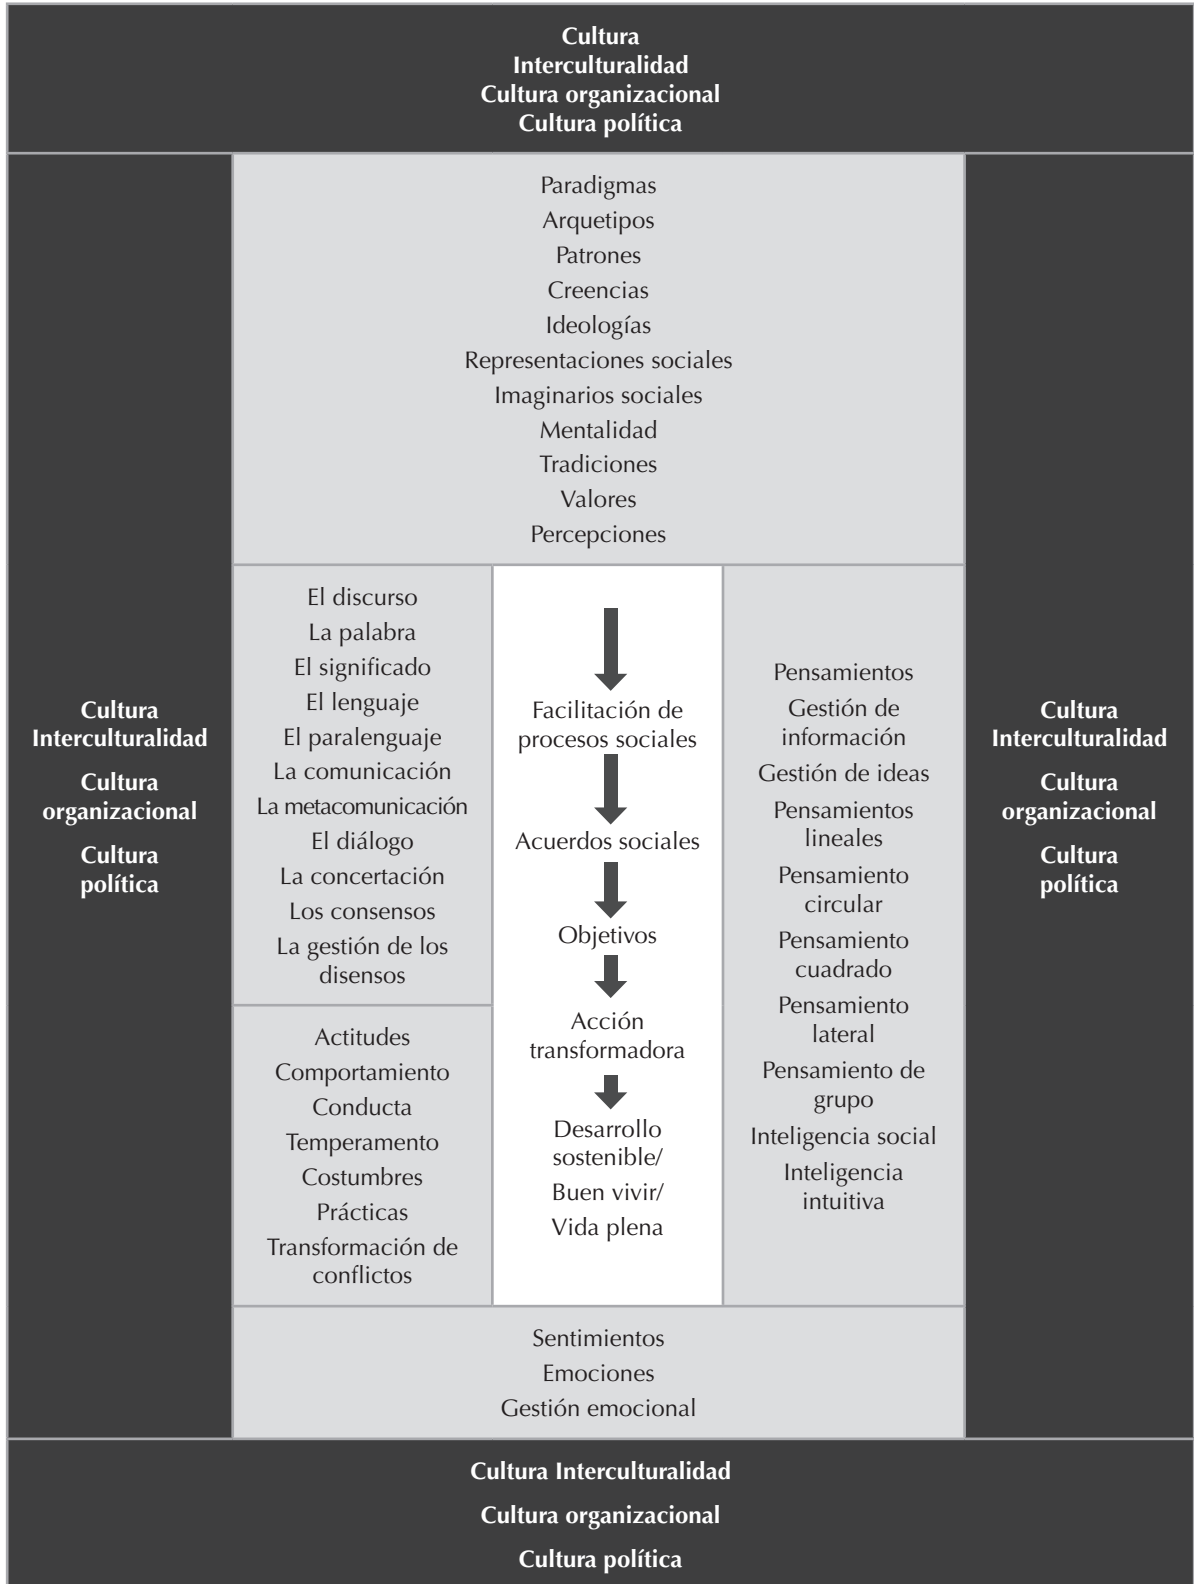 Cultura
Interculturalidad
Cultura organizacional
Cultura política
Paradigmas
Arquetipos
Patrones
Creencias
Ideologías
Representaciones sociales
Imaginarios sociales
Mentalidad
Tradiciones
Valores
Percepciones
Cultura
Interculturalidad
Cultura
organizacional
Cultura
política
El discurso
La palabra
El significado
El lenguaje
El paralenguaje
La comunicación
La metacomunicación
El diálogo
La concertación
Los consensos
La gestión de los
disensos
Actitudes
Comportamiento
Conducta
Temperamento
Costumbres
Prácticas
Transformación de
conflictos
Facilitación de
procesos sociales
Acuerdos sociales
Objetivos
Acción
transformadora
Desarrollo
sostenible/
Buen vivir/
Vida plena
Pensamientos
Gestión de
información
Gestión de ideas
Pensamientos
lineales
Pensamiento
circular
Pensamiento
cuadrado
Pensamiento
lateral
Pensamiento de
grupo
Inteligencia social
Inteligencia
intuitiva
Cultura
Interculturalidad
Cultura
organizacional
Cultura
política
Sentimientos
Emociones
Gestión emocional
Cultura Interculturalidad
Cultura organizacional
Cultura política